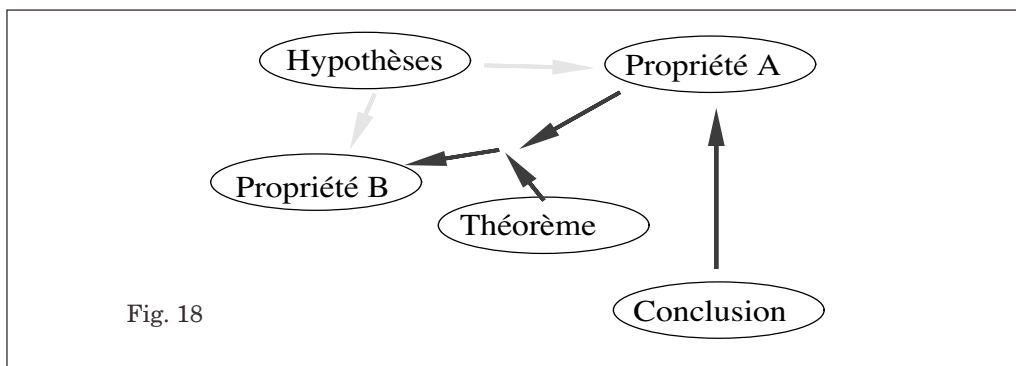 Hypothèses
Propriété A
Propriété B
Théorème
Conclusion
Fig. 18